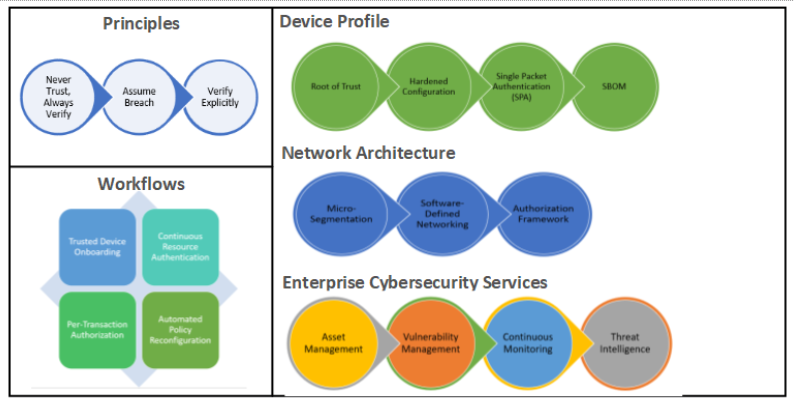 Principles
Never
Trust,
Always
Verify
Assume
Breach
Verify
Explicitly
Workflows
Trusted Device
Onboarding
Continuous
Resource
Authentication
Per-Transaction
Authorization
Automated
Policy
Reconfiguration
Device Profile
Root of Trust
Hardened
Configuration
Single Packet
Authentication
(SPA)
SBOM
Network Architecture
Micro-
Segmentation
Software-
Defined
Networking
Authorization
Framework
Enterprise Cybersecurity Services
Asset
Management
Vulnerability
Management
Continuous
Monitoring
Threat
Intelligence